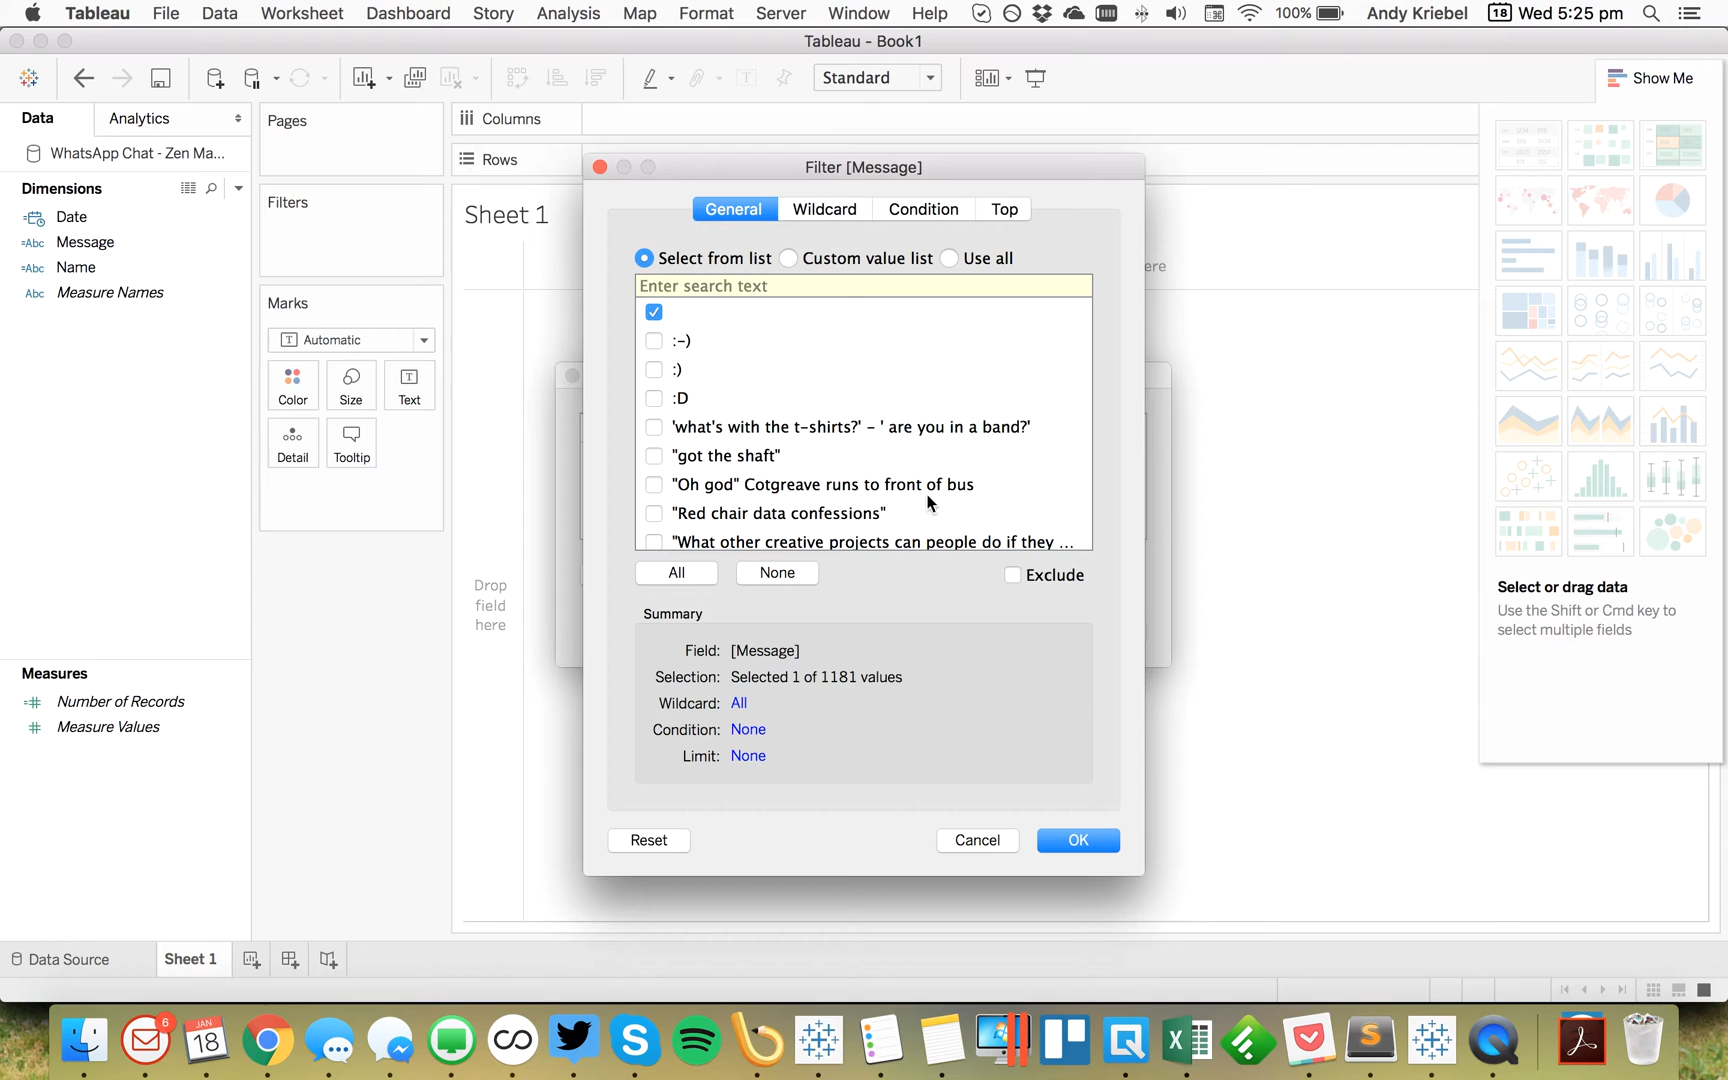 Tableau File Data Worksheet Dashboard Story Analysis Map Format Server Window Help 100% Andy Kriebel 18 Wed 5:25 pm
Tableau - Book1
Standard
Show Me
Data Analytics
Pages
Columns
WhatsApp Chat - Zen Ma...
Rows
Filter [Message]
Dimensions
Filters
Sheet 1
General Wildcard Condition Top
Date
=Abc Message
=Abc Name
Abc Measure Names
Select from list Custom value list Use all
ere
Enter search text
Marks
Automatic
Color Size Text
Detail Tooltip
:-)
:)
:D
'what's with the t-shirts?' - ' are you in a band?'
"got the shaft"
"Oh god" Cotgreave runs to front of bus
"Red chair data confessions"
"What other creative projects can people do if they ...
All None Exclude
Drop
field
here
Select or drag data
Use the Shift or Cmd key to
select multiple fields
Summary
Field: [Message]
Selection: Selected 1 of 1181 values
Wildcard: All
Condition: None
Limit: None
Measures
Number of Records
Measure Values
Reset Cancel OK
Data Source Sheet 1
6
JAN
18